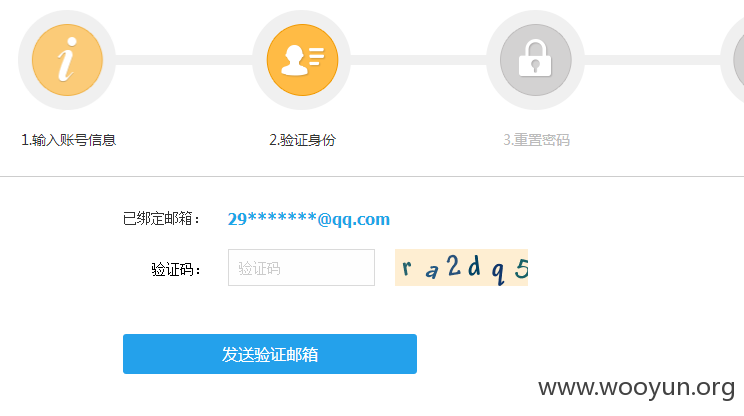 1.输入账号信息 2.验证身份 3.重置密码
已绑定邮箱： 29*******@qq.com
验证码： 验证码 ra2dq5
发送验证邮箱
www.wooyun.org